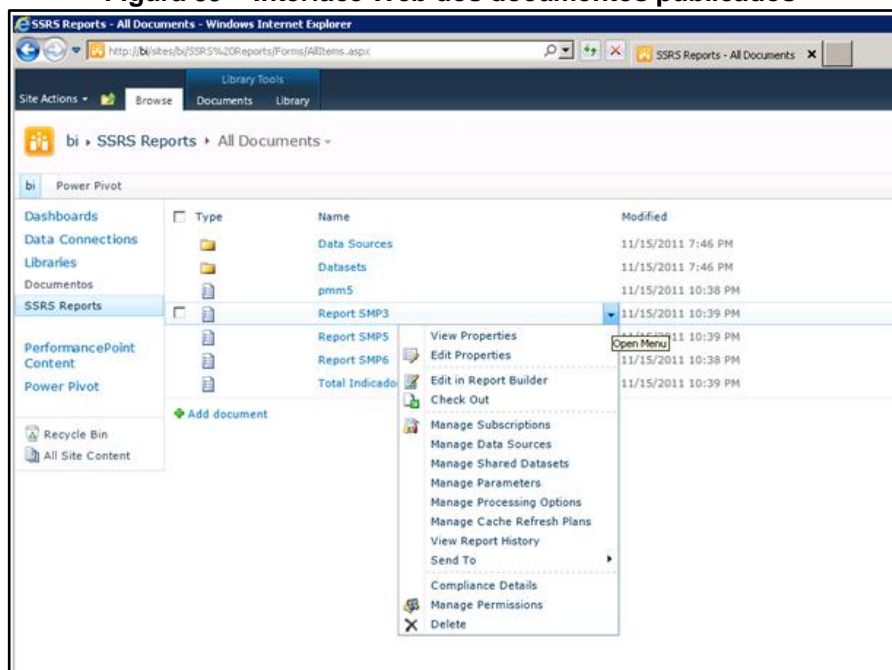 SSRS Reports - All Documents - Windows Internet Explorer
http://bi/sites/bi/SSRS%20Reports/Forms/AllItems.aspx
SSRS Reports - All Documents
Library Tools
Site Actions
Browse
Documents
Library
bi ▸ SSRS Reports ▸ All Documents
bi
Power Pivot
Dashboards
Data Connections
Libraries
Documentos
SSRS Reports
PerformancePoint
Content
Power Pivot
Recycle Bin
All Site Content
Type Name Modified
Data Sources 11/15/2011 7:46 PM
Datasets 11/15/2011 7:46 PM
pmm5 11/15/2011 10:38 PM
Report SMP3 11/15/2011 10:39 PM
Report SMP5 10:39 PM
Report SMP6 11/15/2011 10:38 PM
Total Indicado 11/15/2011 10:39 PM
Add document
Open Menu
View Properties
Edit Properties
Edit in Report Builder
Check Out
Manage Subscriptions
Manage Data Sources
Manage Shared Datasets
Manage Parameters
Manage Processing Options
Manage Cache Refresh Plans
View Report History
Send To
Compliance Details
Manage Permissions
Delete